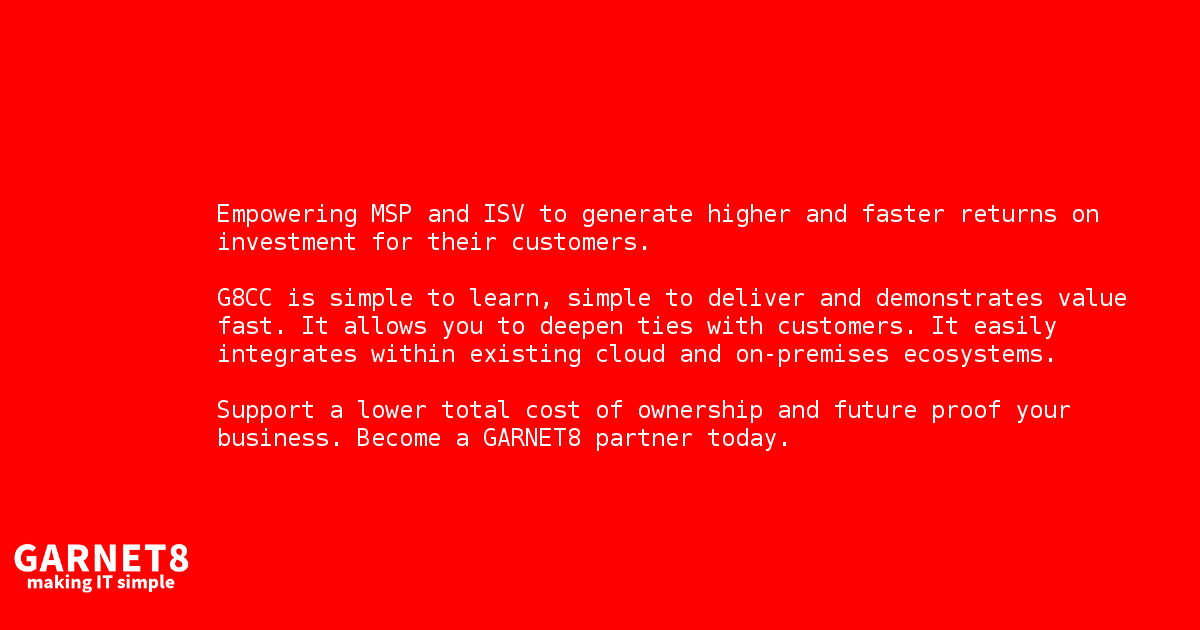 Empowering MSP and ISV to generate higher and faster returns on
investment for their customers.
G8CC is simple to learn, simple to deliver and demonstrates value
fast. It allows you to deepen ties with customers. It easily
integrates within existing cloud and on-premises ecosystems.
Support a lower total cost of ownership and future proof your
business. Become a GARNET8 partner today.
GARNET8
making IT simple